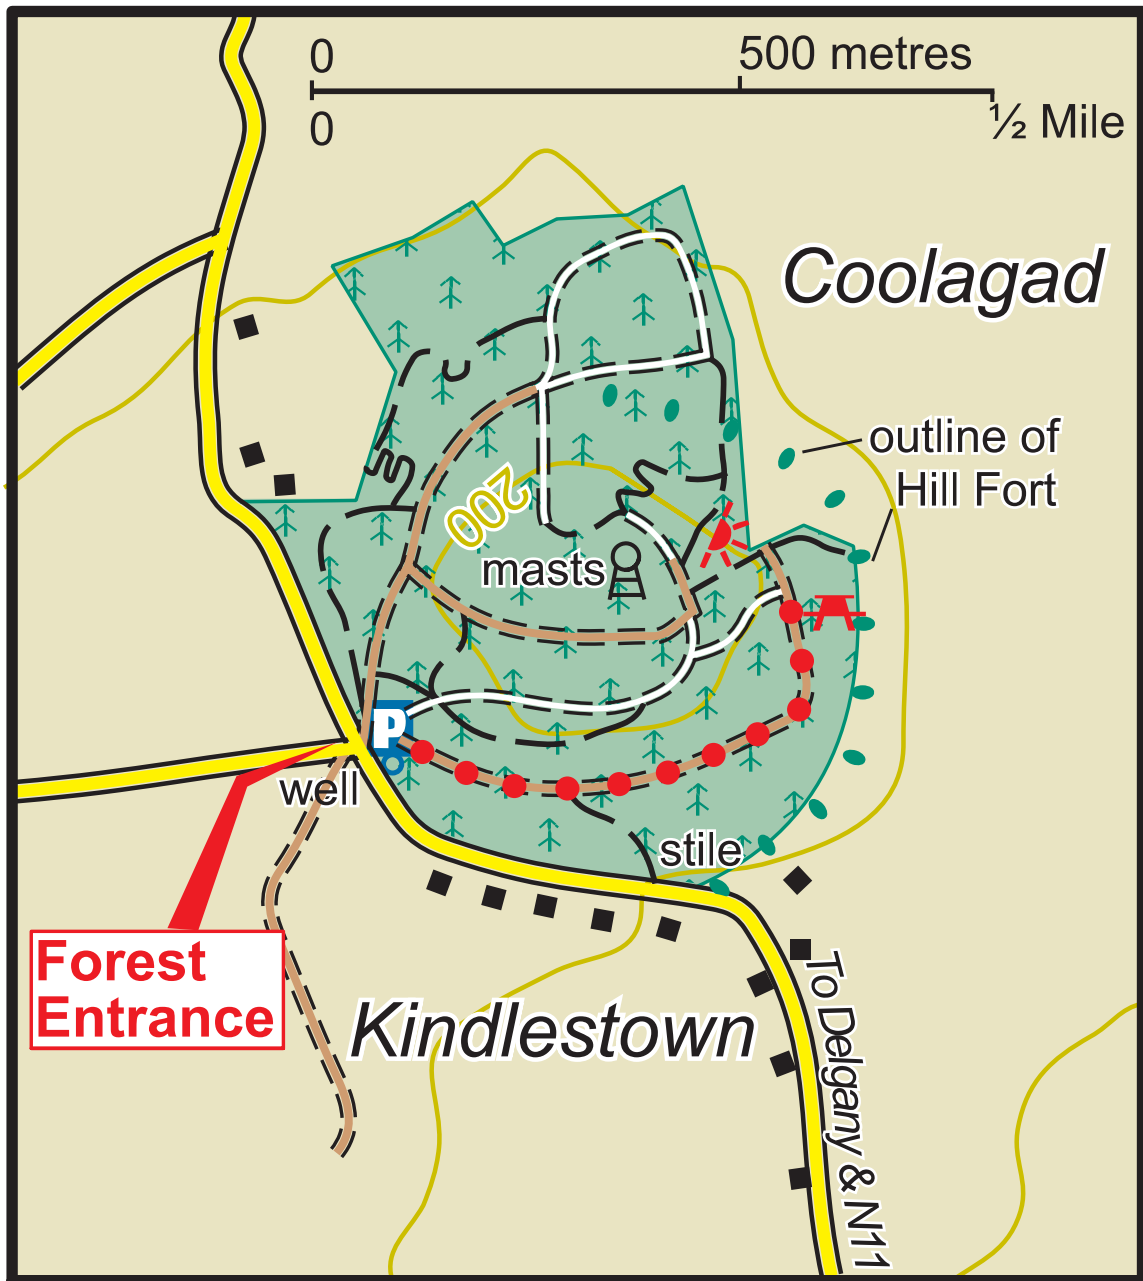 0
500 metres
0
½ Mile
Coolagad
outline of
Hill Fort
200
masts
P
well
stile
Forest
Entrance
Kindlestown
To Delgany & N11